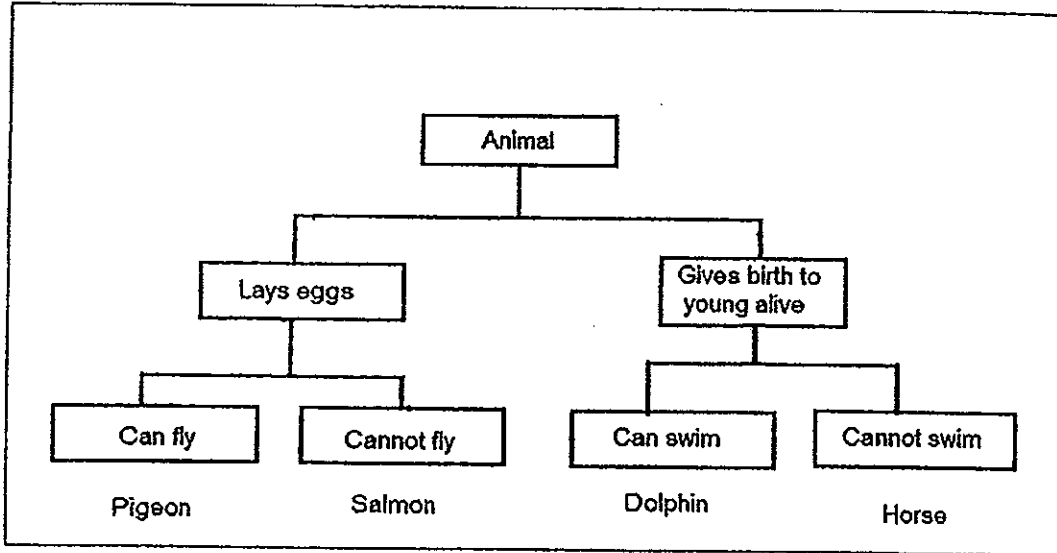 Animal
Lays eggs
Gives birth to
young alive
Can fly
Cannot fly
Can swim
Cannot swim
Pigeon
Salmon
Dolphin
Horse